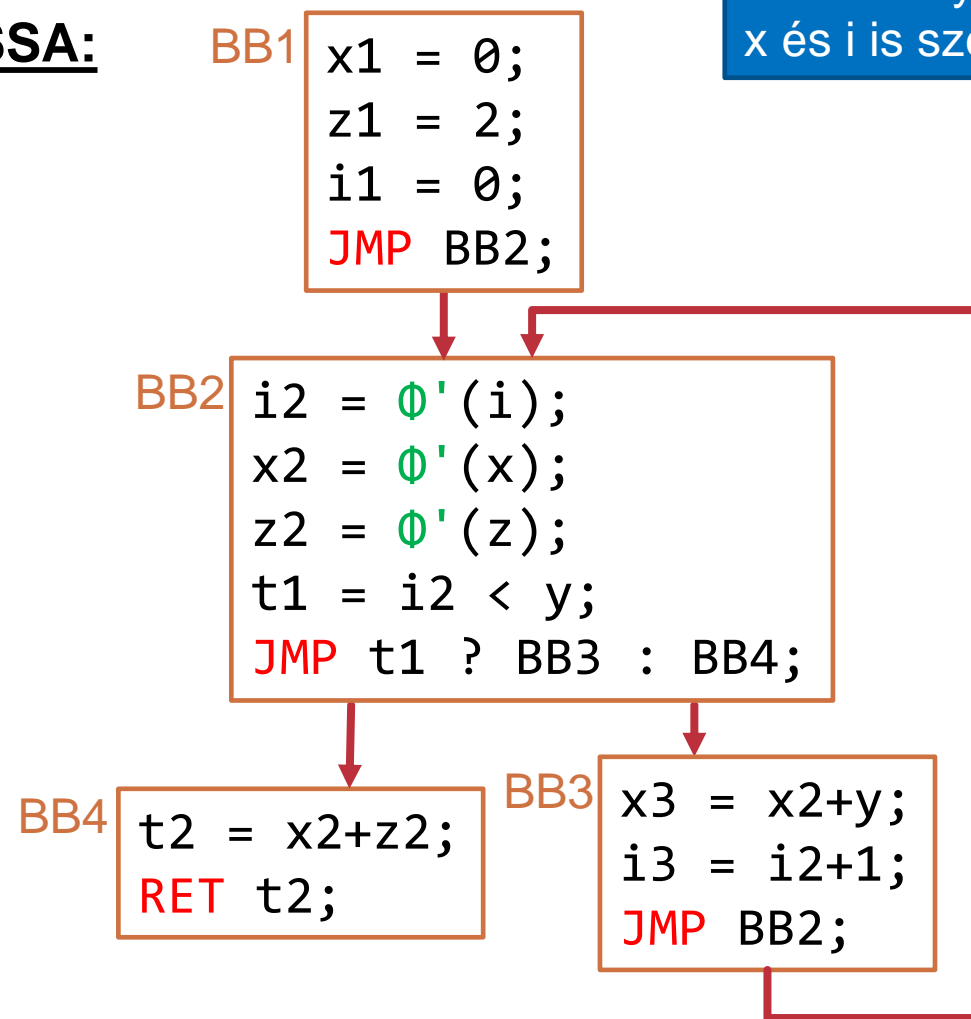 SSA:
x és i is
BB1
x1 = 0;
z1 = 2;
i1 = 0;
JMP BB2;
BB2
i2 = Φ'(i);
x2 = Φ'(x);
z2 = Φ'(z);
t1 = i2 < y;
JMP t1 ? BB3 : BB4;
BB4
t2 = x2+z2;
RET t2;
BB3
x3 = x2+y;
i3 = i2+1;
JMP BB2;